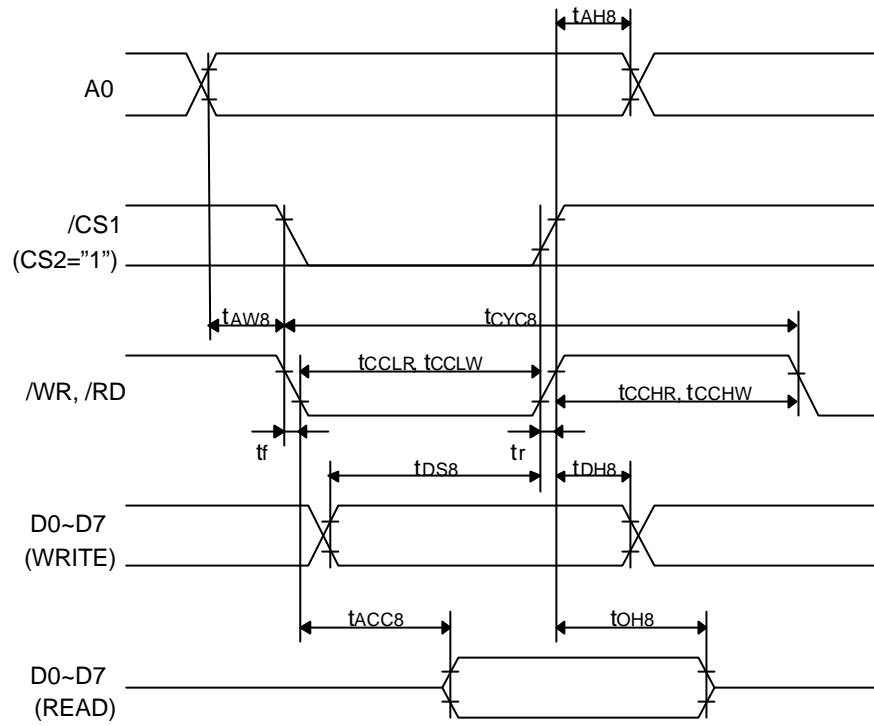 tAH8
A0
/CS1
(CS2=”1”)
tAW8
tCYC8
/WR, /RD
tCCLR, tCCLW
tCCHR, tCCHW
tf
tr
tDS8
tDH8
D0~D7
(WRITE)
tACC8
tOH8
D0~D7
(READ)